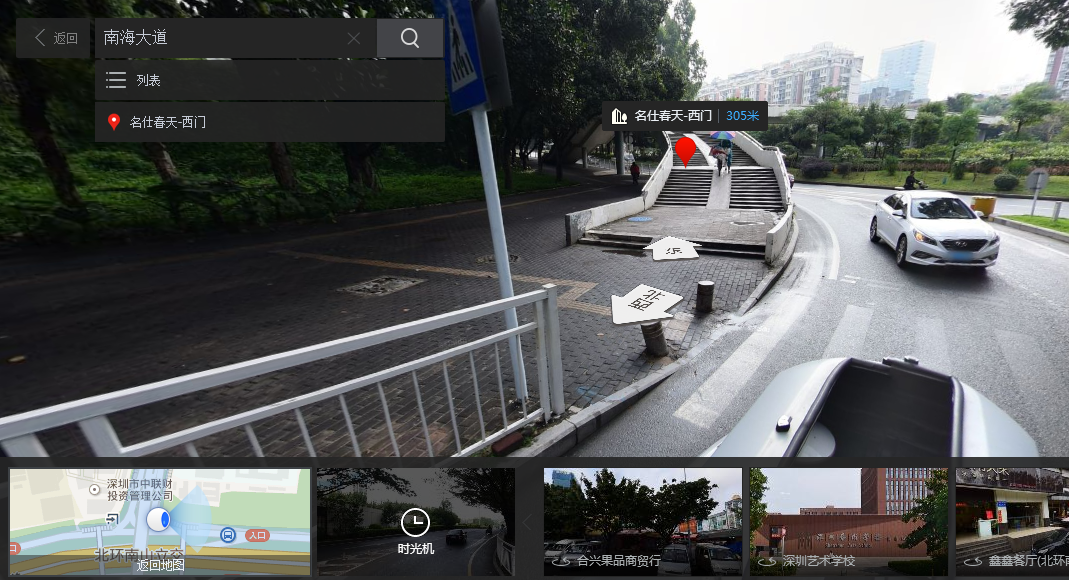 返回
南海大道
列表
名仕春天-西门
名仕春天-西门 305米
深圳市中联财
投资管理公司
入口
北环南山立交
返回地图
时光机
合兴果品商贸行
深圳艺术学校
鑫鑫餐厅(北环南